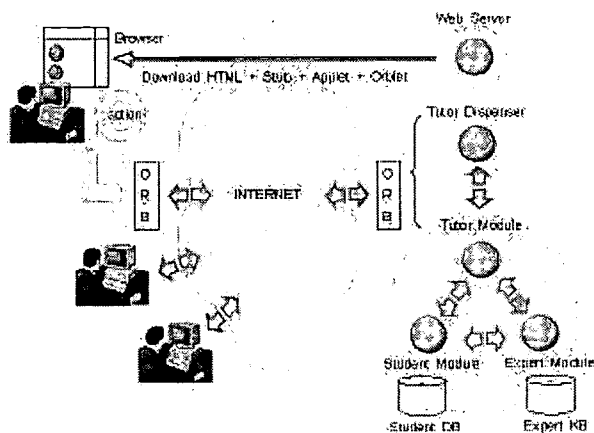 Web Server
Browser
Download HTML + Stub + Applet + Orblet
action
Tutor Dispenser
O
R
B
INTERNET
O
R
B
Tutor Module
Student Module
Expert Module
Student DB
Expert KB